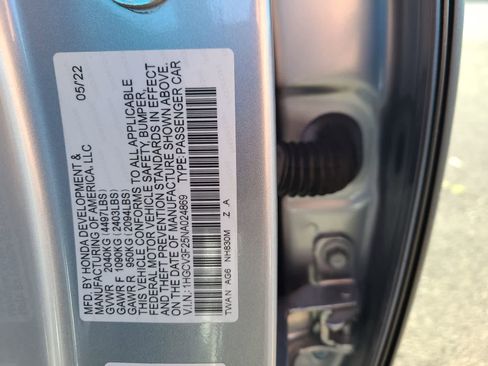 MFD. BY HONDA DEVELOPMENT & 05/22
MANUFACTURING OF AMERICA, LLC
GVWR 2040KG (4497LBS)
GAWR F 1090KG (2403LBS)
GAWR R 950KG (2094LBS)
THIS VEHICLE CONFORMS TO ALL APPLICABLE
FEDERAL MOTOR VEHICLE SAFETY, BUMPER,
AND THEFT PREVENTION STANDARDS IN EFFECT
ON THE DATE OF MANUFACTURE SHOWN ABOVE.
V.I.N.: 1HGCV3F25NA024869 TYPE:PASSENGER CAR
TWA N AG6 NH830M Z A